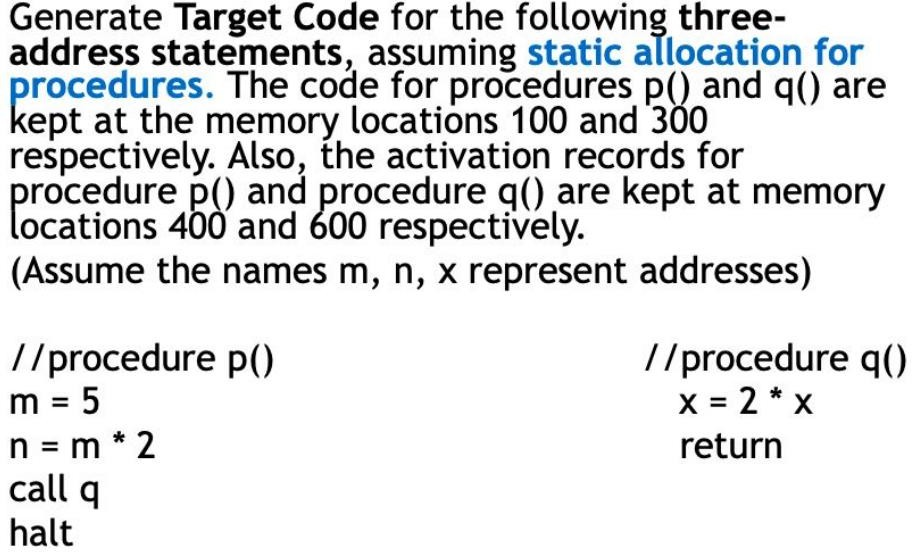 Generate Target Code for the following three-
address statements, assuming static allocation for
procedures. The code for procedures p() and q() are
kept at the memory locations 100 and 300
respectively. Also, the activation records for
procedure p() and procedure q() are kept at memory
locations 400 and 600 respectively.
(Assume the names m, n, x represent addresses)
//procedure p()
m = 5
n = m * 2
call q
halt
//procedure q()
x = 2 * x
return